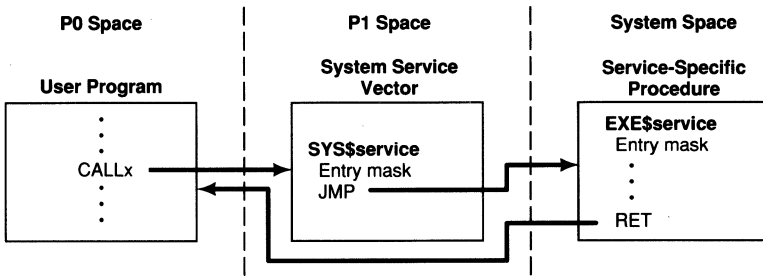 P0 Space
P1 Space
System Space
User Program
System Service
Vector
Service-Specific
Procedure
CALLx
SYS$service
Entry mask
JMP
EXE$service
Entry mask
RET